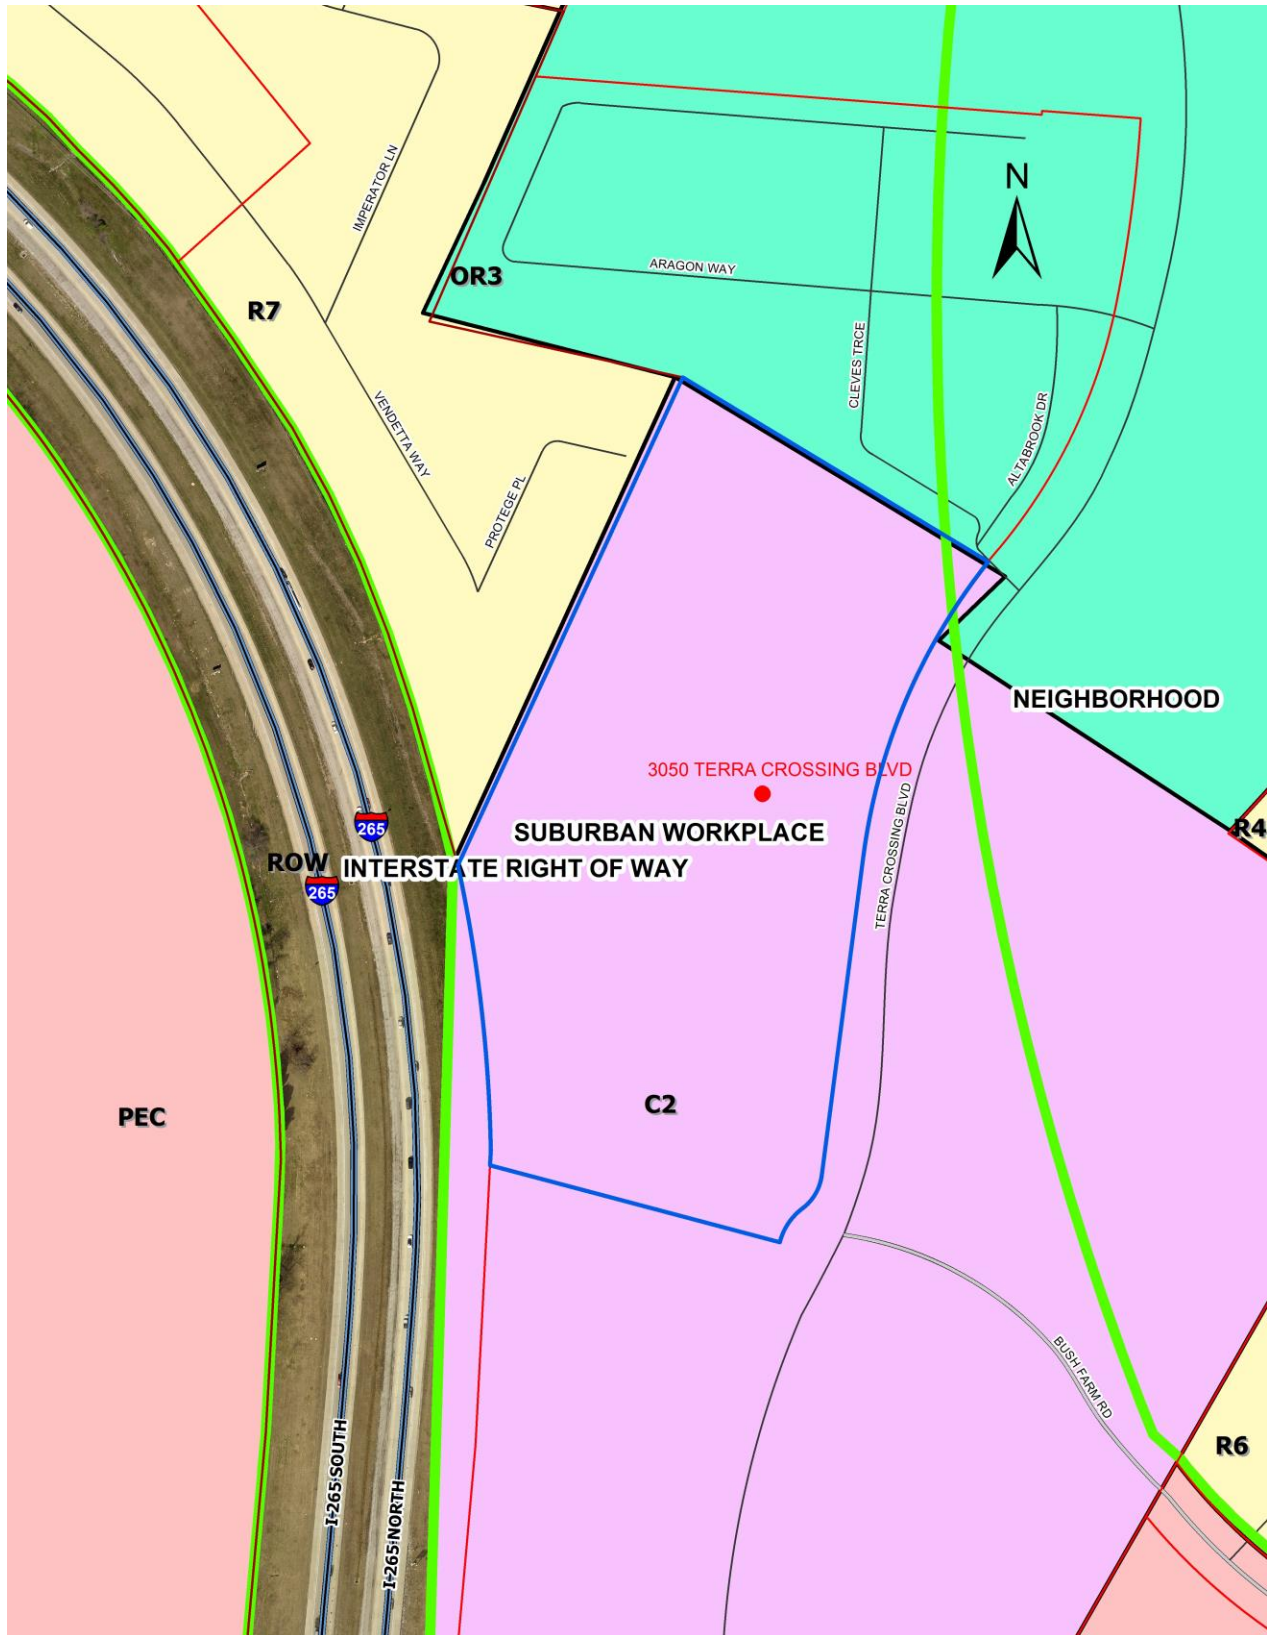 N
IMPERATOR LN
ARAGON WAY
OR3
R7
CLEVES TRCE
ALTABROOK DR
VENDETTA WAY
PROTEGE PL
NEIGHBORHOOD
3050 TERRA CROSSING BLVD
265
SUBURBAN WORKPLACE
R4
ROW
INTERSTATE RIGHT OF WAY
265
TERRA CROSSING BLVD
PEC
C2
BUSH FARM RD
R6
I-265 SOUTH
I-265 NORTH